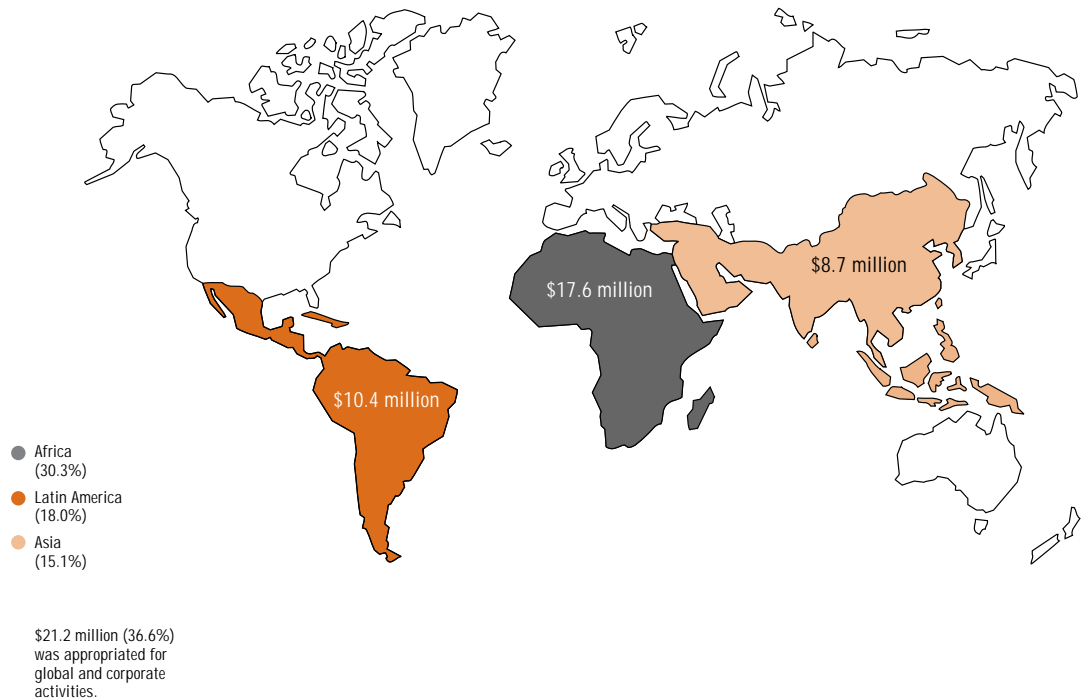 $8.7 million
$17.6 million
$10.4 million
Africa
(30.3%)
Latin America
(18.0%)
Asia
(15.1%)
$21.2 million (36.6%)
was appropriated for
global and corporate
activities.